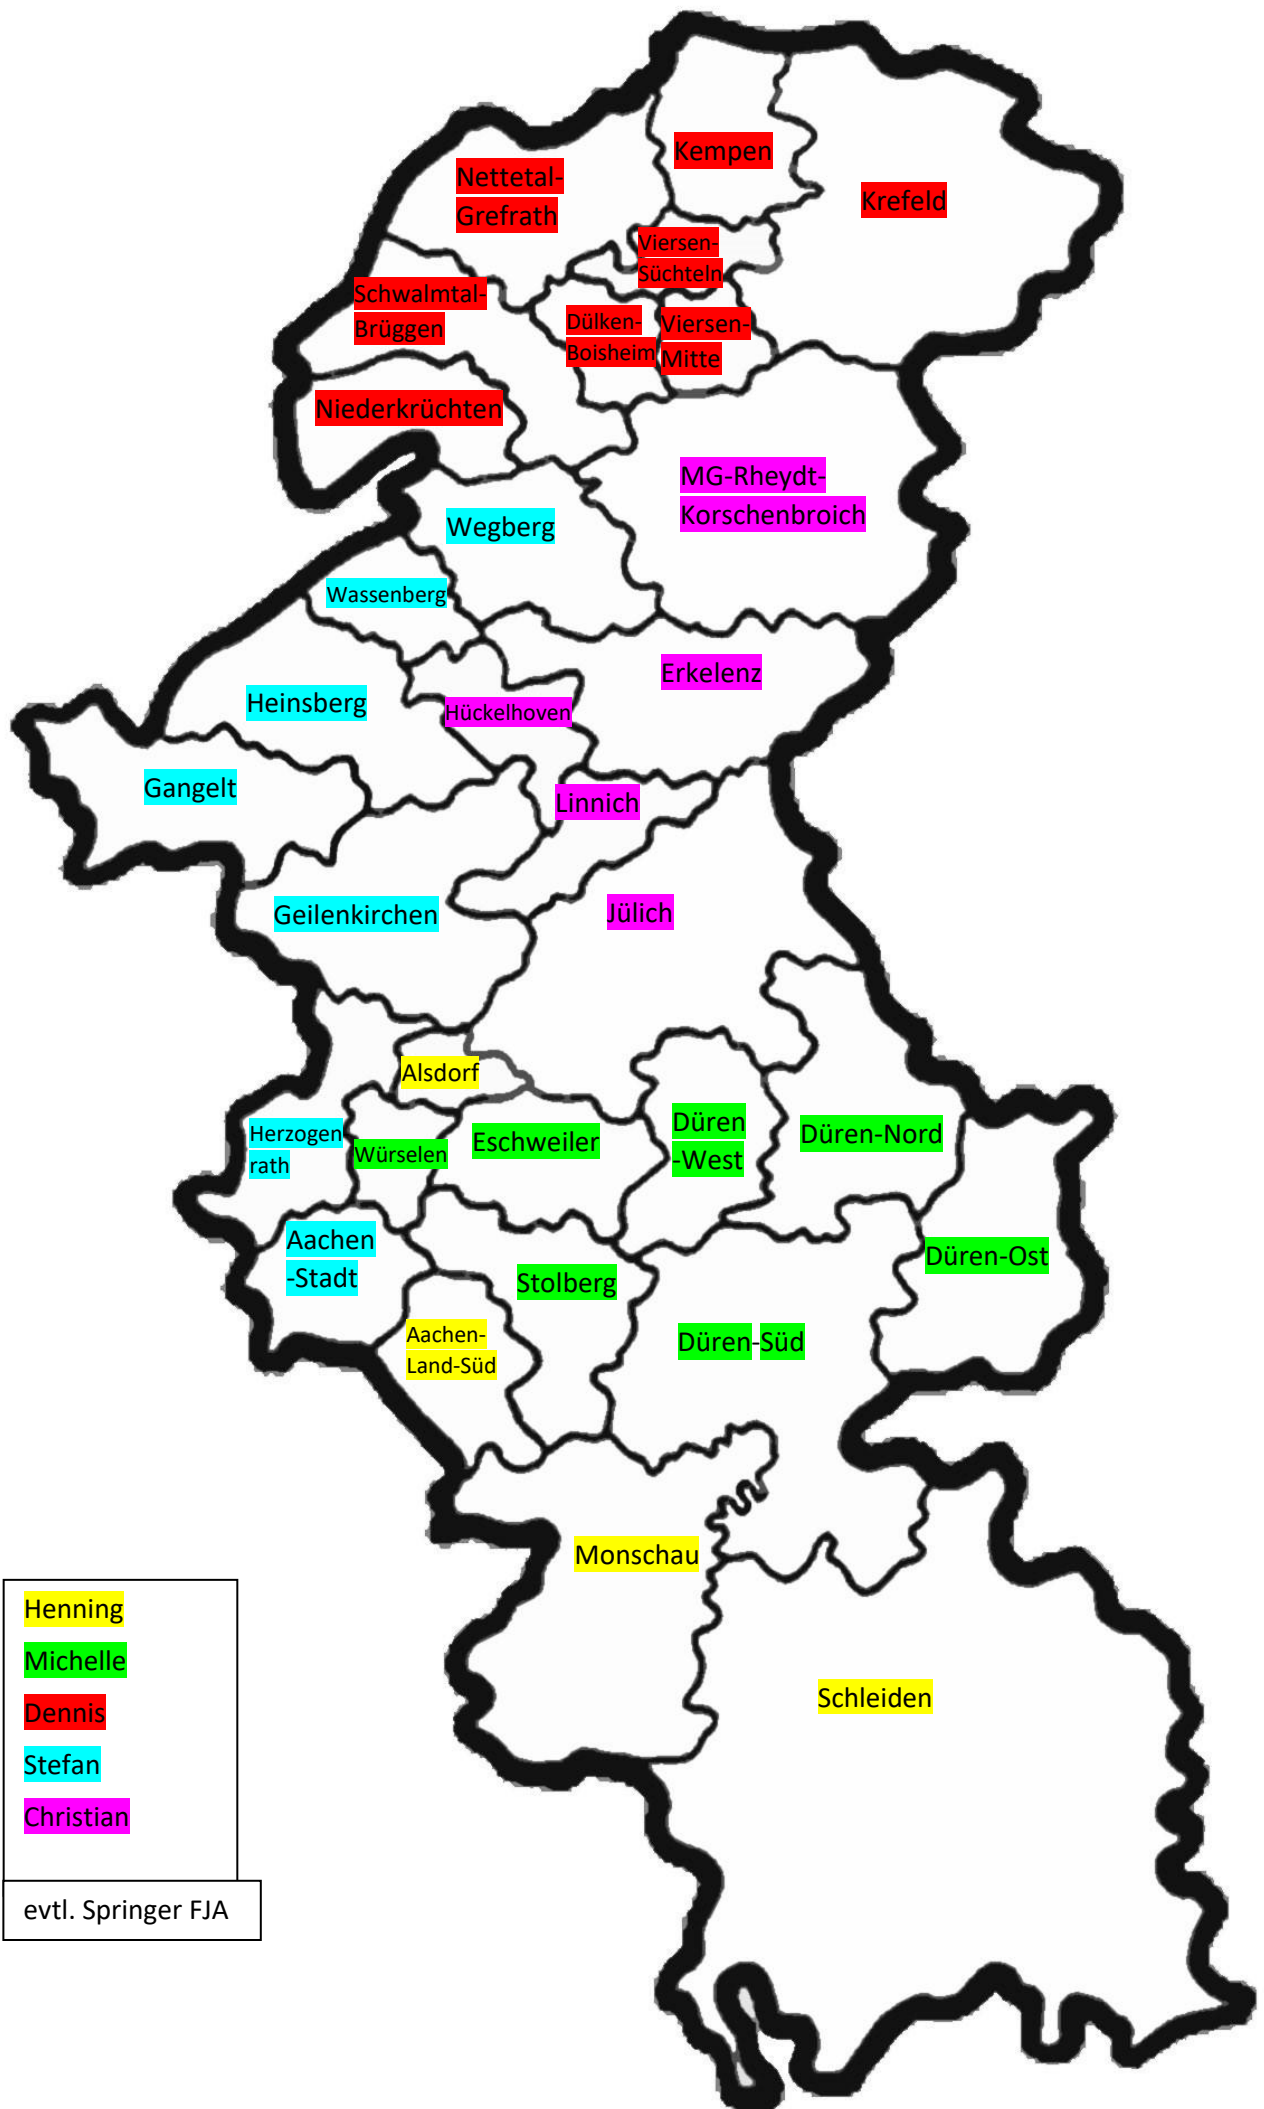 Kempen
Nettetal-
Grefrath
Krefeld
Viersen-
Süchteln
Schwalmtal-
Brüggen
Dülken-
Boisheim
Viersen-
Mitte
Niederkrüchten
MG-Rheydt-
Korschenbroich
Wegberg
Wassenberg
Erkelenz
Heinsberg
Hückelhoven
Gangelt
Linnich
Geilenkirchen
Jülich
Alsdorf
Herzogen
rath
Würselen
Eschweiler
Düren
-West
Düren-Nord
Aachen
-Stadt
Stolberg
Düren-Ost
Aachen-
Land-Süd
Düren-Süd
Monschau
Schleiden
Henning
Michelle
Dennis
Stefan
Christian
evtl. Springer FJA